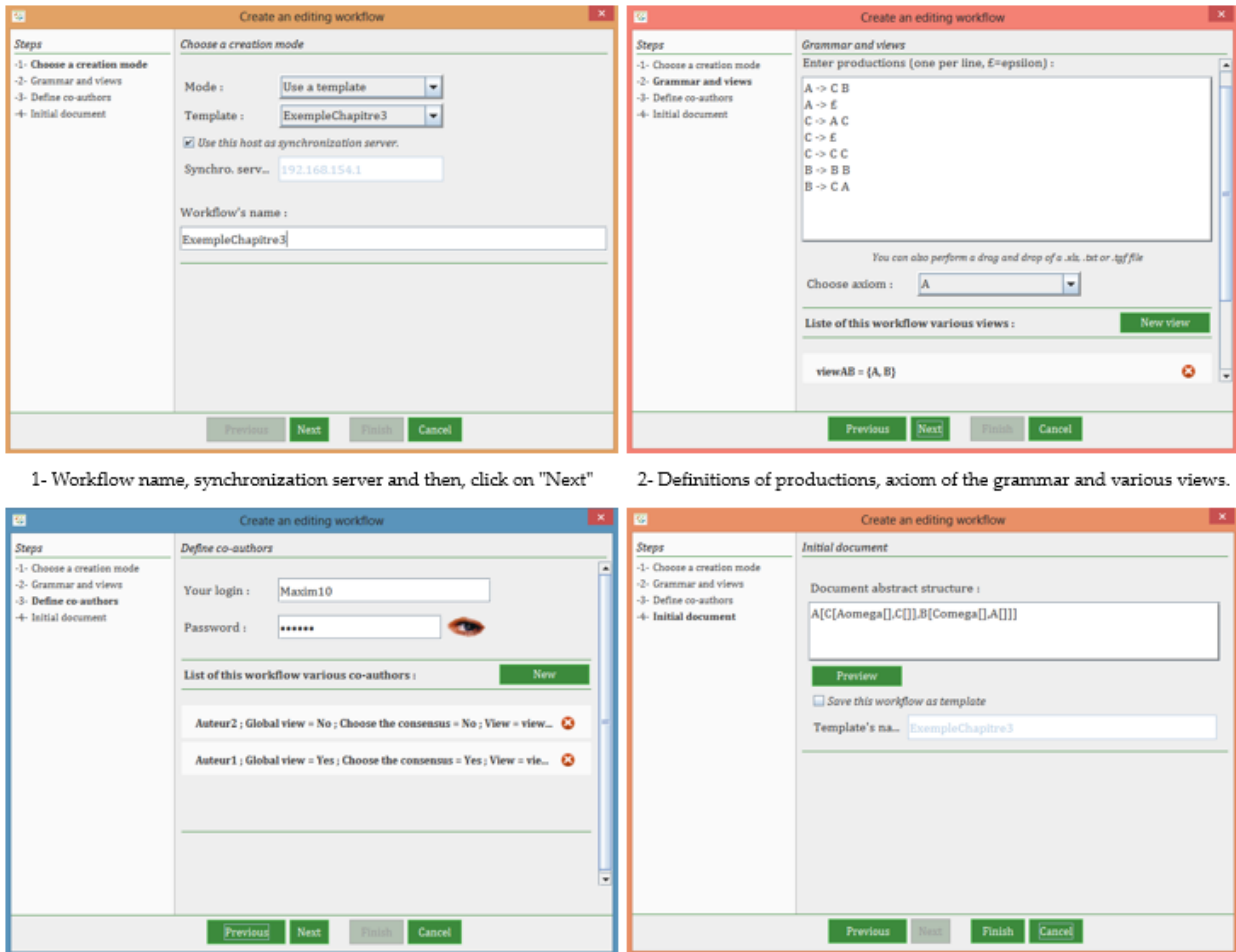 Create an editing workflow
Steps
-1- Choose a creation mode
-2- Grammar and views
-3- Define co-authors
-4- Initial document
Choose a creation mode
Mode :
Use a template
Template :
ExempleChapitre3
Use this host as synchronization server.
Synchro. serv...
192.168.154.1
Workflow's name :
ExempleChapitre3
Previous Next Finish Cancel
1- Workflow name, synchronization server and then, click on "Next"
Create an editing workflow
Steps
-1- Choose a creation mode
-2- Grammar and views
-3- Define co-authors
-4- Initial document
Grammar and views
Enter productions (one per line, £=epsilon) :
A -> C B
A -> £
C -> A C
C -> £
C -> C C
B -> B B
B -> C A
You can also perform a drag and drop of a .xls, .txt or .tgf file
Choose axiom :
A
Liste of this workflow various views :
New view
viewAB = {A, B}
Previous Next Finish Cancel
2- Definitions of productions, axiom of the grammar and various views.
Create an editing workflow
Steps
-1- Choose a creation mode
-2- Grammar and views
-3- Define co-authors
-4- Initial document
Define co-authors
Your login :
Maxim10
Password :
••••••
List of this workflow various co-authors :
New
Auteur2 ; Global view = No ; Choose the consensus = No ; View = view...
Auteur1 ; Global view = Yes ; Choose the consensus = Yes ; View = vie...
Previous Next Finish Cancel
Create an editing workflow
Steps
-1- Choose a creation mode
-2- Grammar and views
-3- Define co-authors
-4- Initial document
Initial document
Document abstract structure :
A[C[Aomega[],C[]],B[Comega[],A[]]]
Preview
Save this workflow as template
Template's na...
ExempleChapitre3
Previous Next Finish Cancel